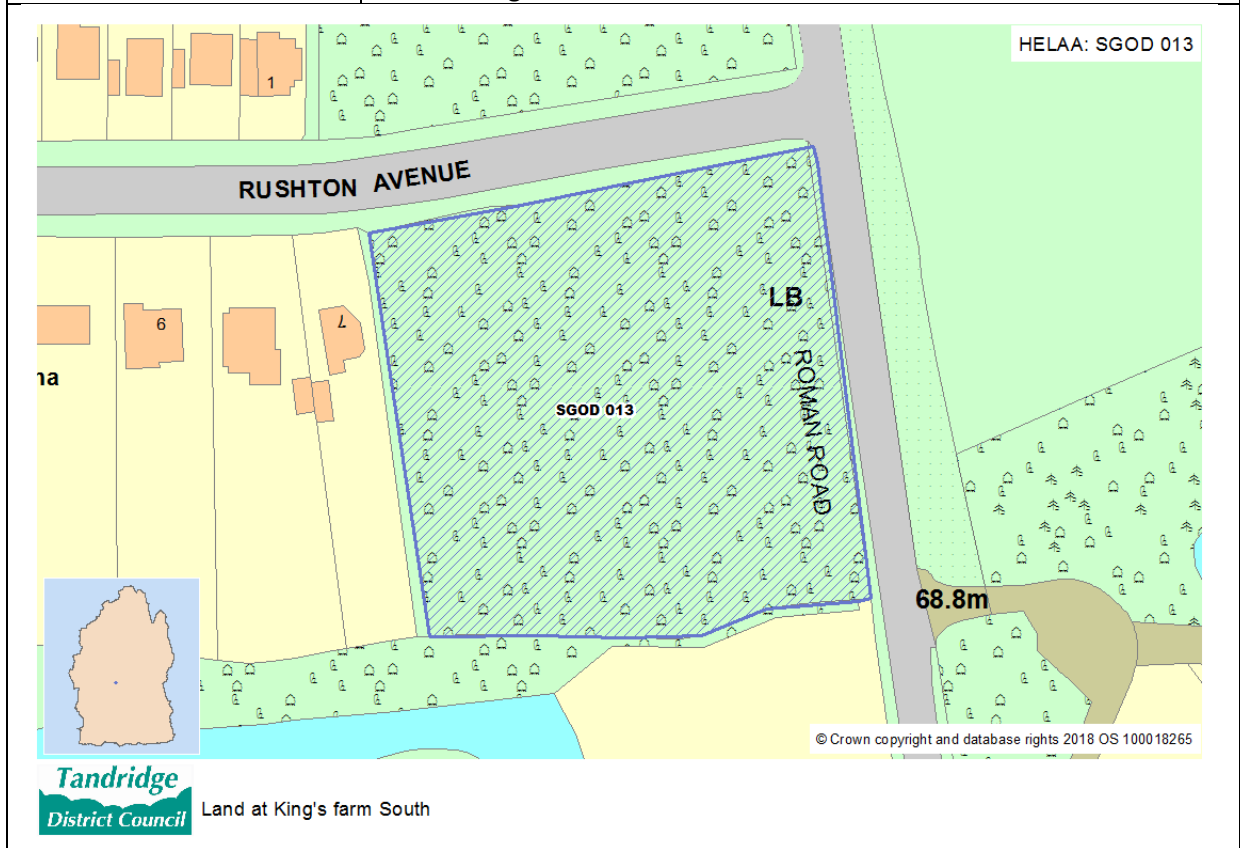 HELAA: SGOD 013
1
RUSHTON AVENUE
LB
6
7
na
ROMAN ROAD
SGOD 013
68.8m
© Crown copyright and database rights 2018 OS 100018265
Tandridge
District Council
Land at King's farm South